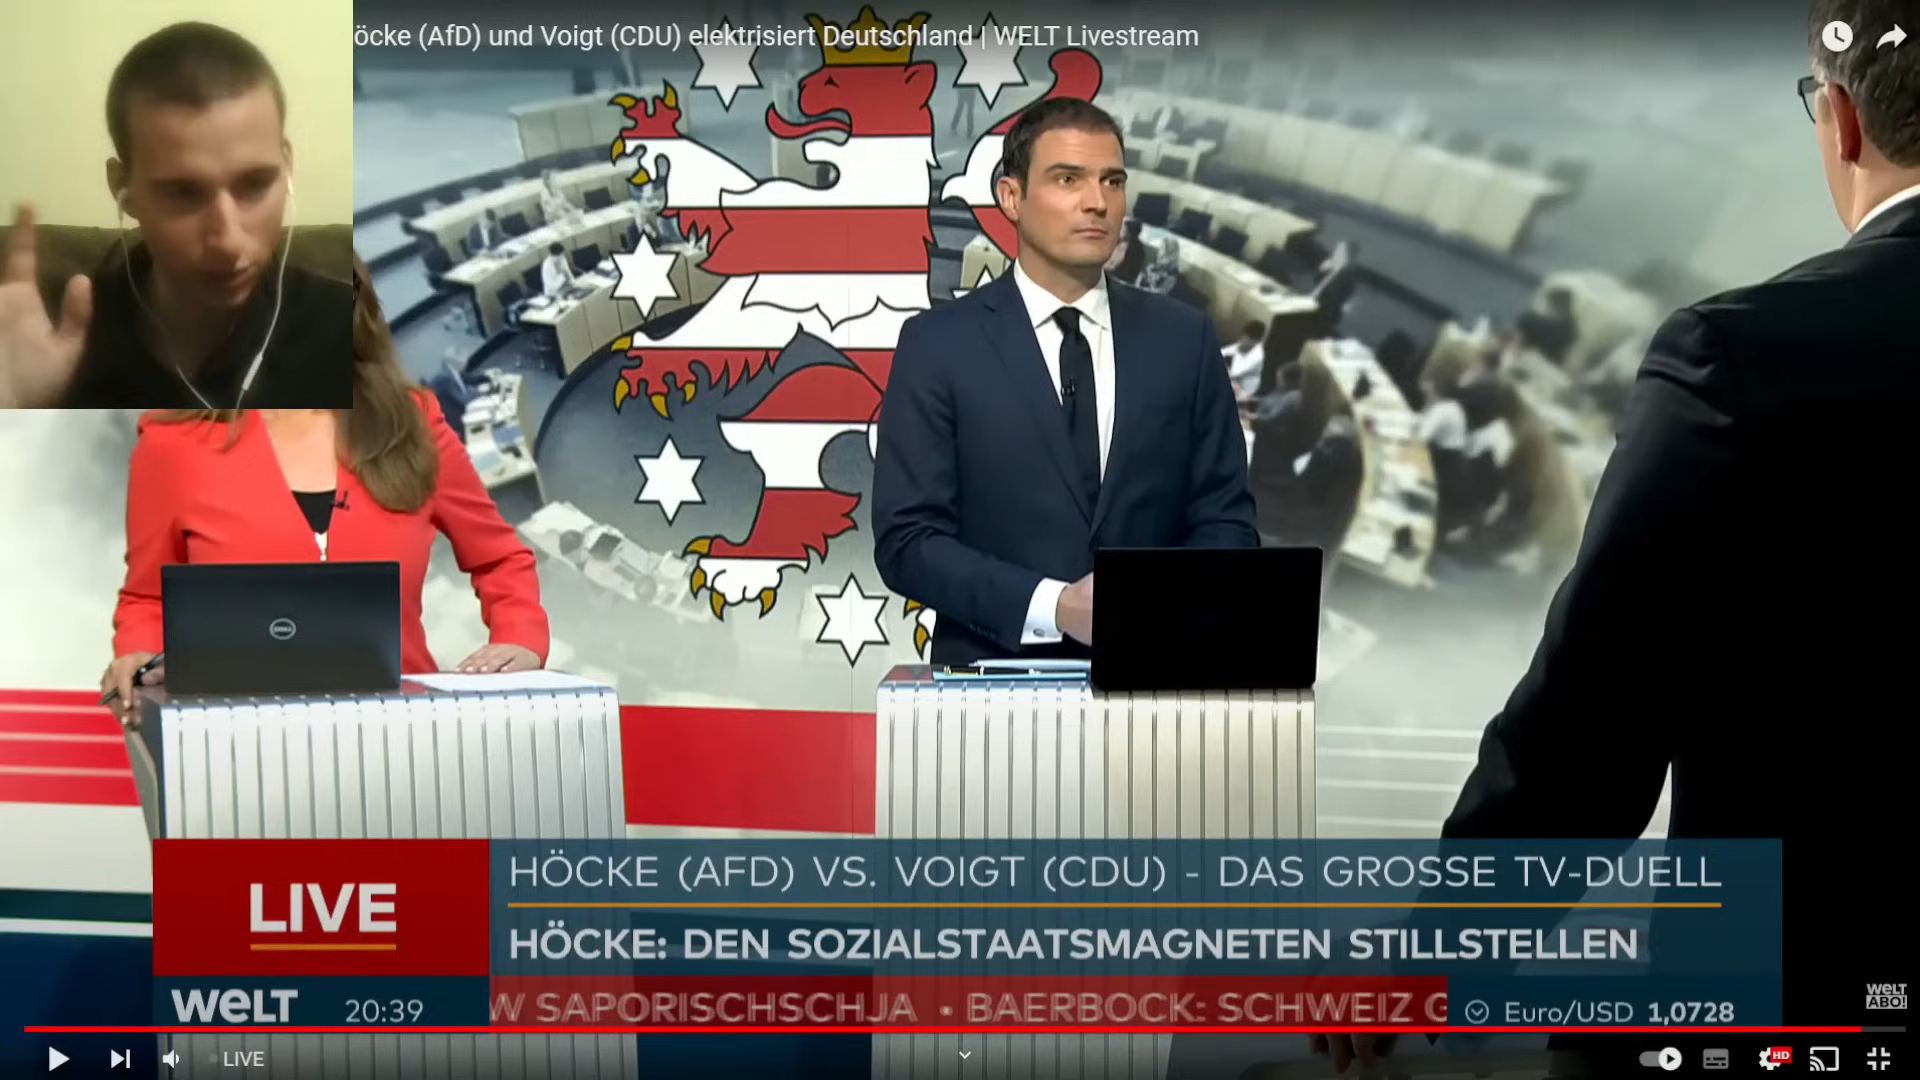 öcke (AfD) und Voigt (CDU) elektrisiert Deutschland | WELT Livestream
DELL
LIVE
HÖCKE (AFD) VS. VOIGT (CDU) - DAS GROSSE TV-DUELL
HÖCKE: DEN SOZIALSTAATSMAGNETEN STILLSTELLEN
WELT 20:39
W SAPORISCHSCHJA • BAERBOCK: SCHWEIZ G
Euro/USD 1,0728
WELT
ABO!
LIVE
HD